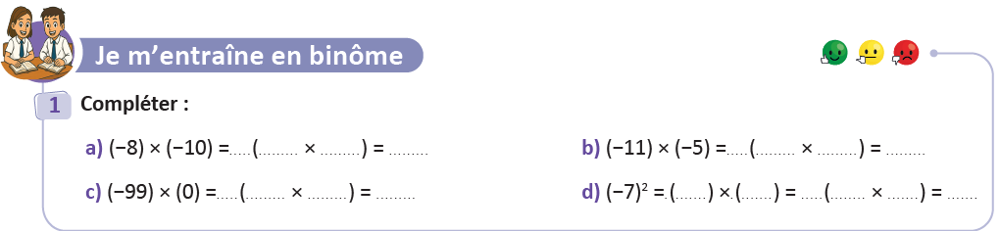 Je m’entraîne en binôme
1 Compléter :
a) (−8) × (−10) =.....(......... × .........) = .........
b) (−11) × (−5) =.....(......... × .........) = .........
c) (−99) × (0) =.....(......... × .........) = .........
d) (−7)² = (.......) × (.......) = .....(........ × .......) = .......